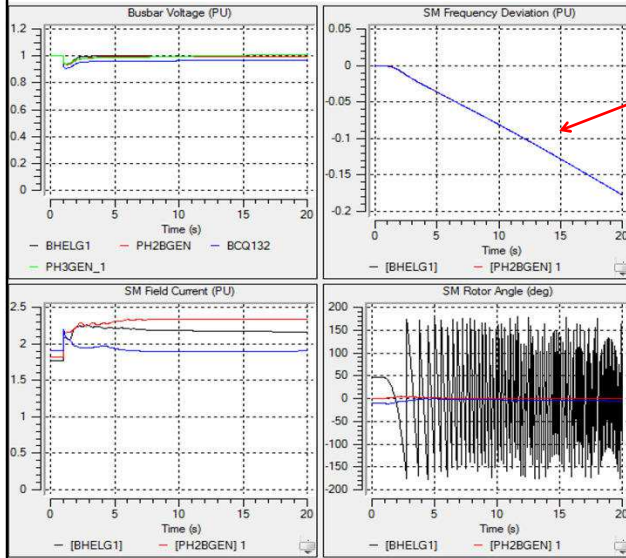 Busbar Voltage (PU)
1.2
1
0.8
0.6
0.4
0.2
0
0 5 10 15 20
Time (s)
BHELG1 PH2BGEN BCQ132
PH3GEN_1
SM Frequency Deviation (PU)
0.05
0
-0.05
-0.1
-0.15
-0.2
0 5 10 15 20
Time (s)
[BHELG1] [PH2BGEN] 1
SM Field Current (PU)
2.5
2
1.5
1
0.5
0
0 5 10 15 20
Time (s)
[BHELG1] [PH2BGEN] 1
SM Rotor Angle (deg)
200
150
100
50
0
-50
-100
-150
-200
0 5 10 15 20
Time (s)
[BHELG1] [PH2BGEN] 1